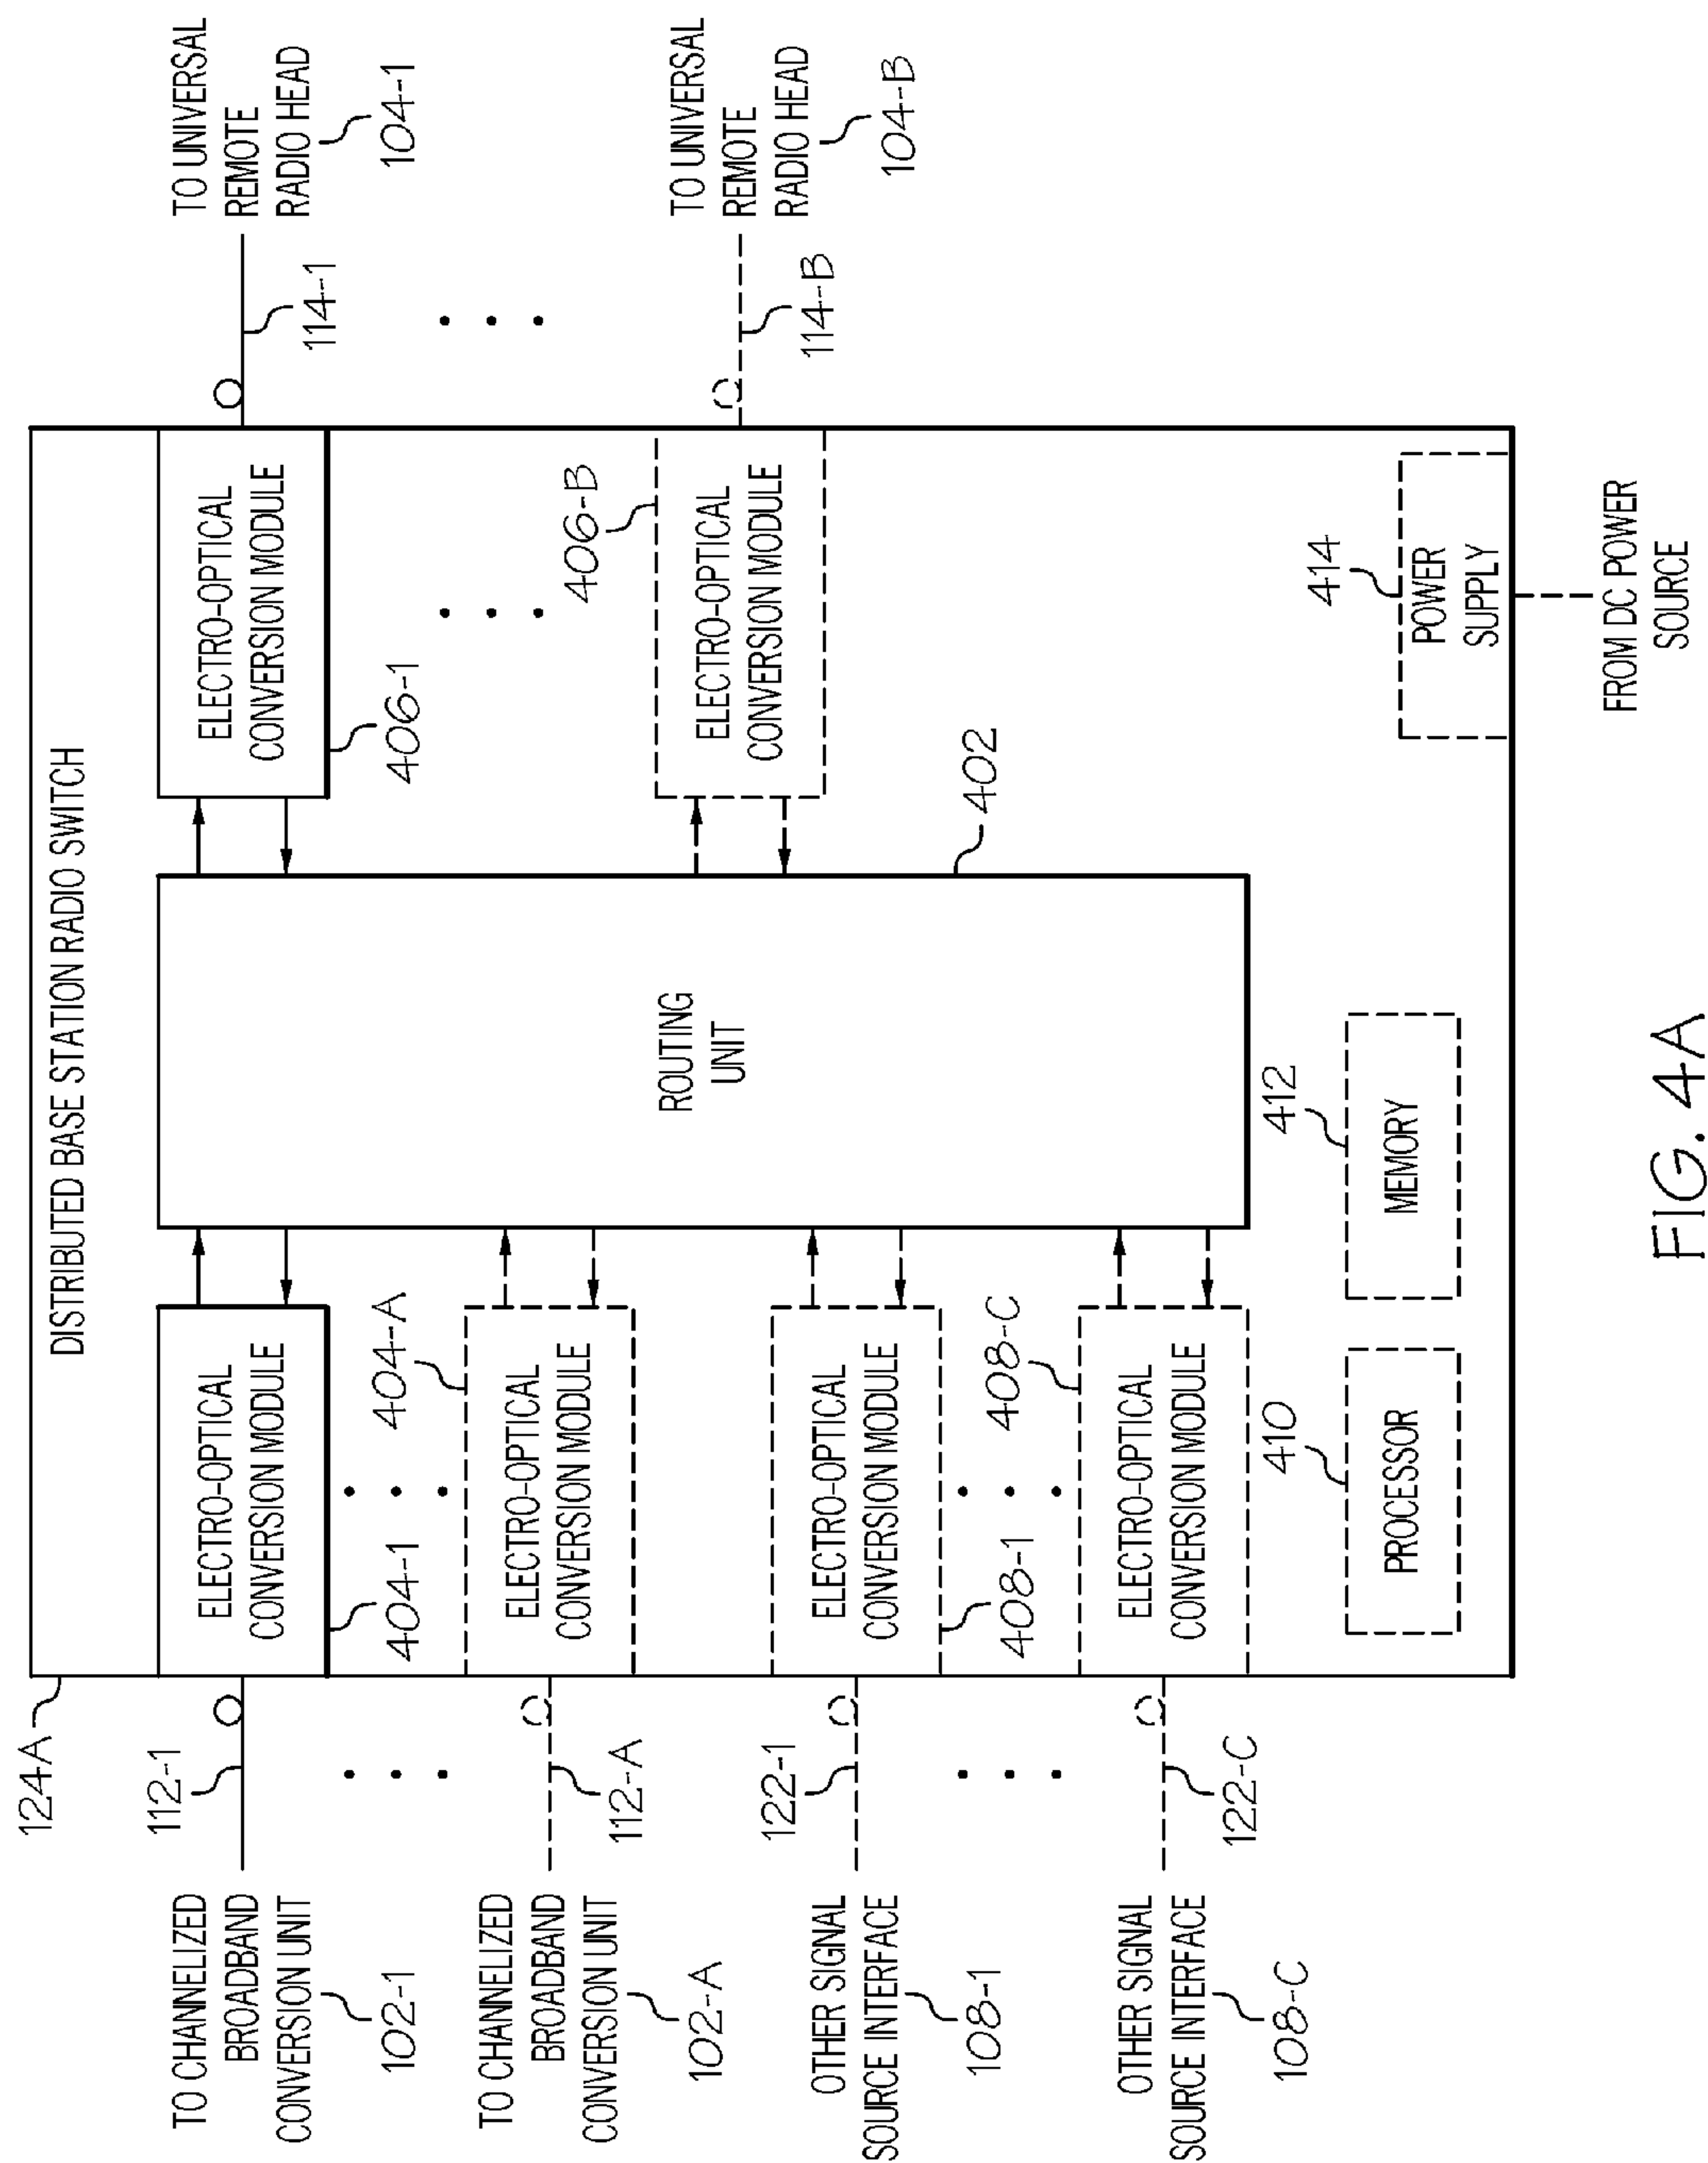 DISTRIBUTED BASE STATION RADIO SWITCH
124A
TO CHANNELIZED
BROADBAND
CONVERSION UNIT
102-1
112-1
ELECTRO-OPTICAL
CONVERSION MODULE
404-1
TO CHANNELIZED
BROADBAND
CONVERSION UNIT
102-A
112-A
404-A
ELECTRO-OPTICAL
CONVERSION MODULE
OTHER SIGNAL
SOURCE INTERFACE
108-1
122-1
ELECTRO-OPTICAL
CONVERSION MODULE
408-1
OTHER SIGNAL
SOURCE INTERFACE
108-C
122-C
408-C
ELECTRO-OPTICAL
CONVERSION MODULE
ROUTING
UNIT
402
ELECTRO-OPTICAL
CONVERSION MODULE
406-1
114-1
TO UNIVERSAL
REMOTE
RADIO HEAD
104-1
406-B
ELECTRO-OPTICAL
CONVERSION MODULE
114-B
TO UNIVERSAL
REMOTE
RADIO HEAD
104-B
410
PROCESSOR
412
MEMORY
414
POWER
SUPPLY
FROM DC POWER
SOURCE
FIG. 4A